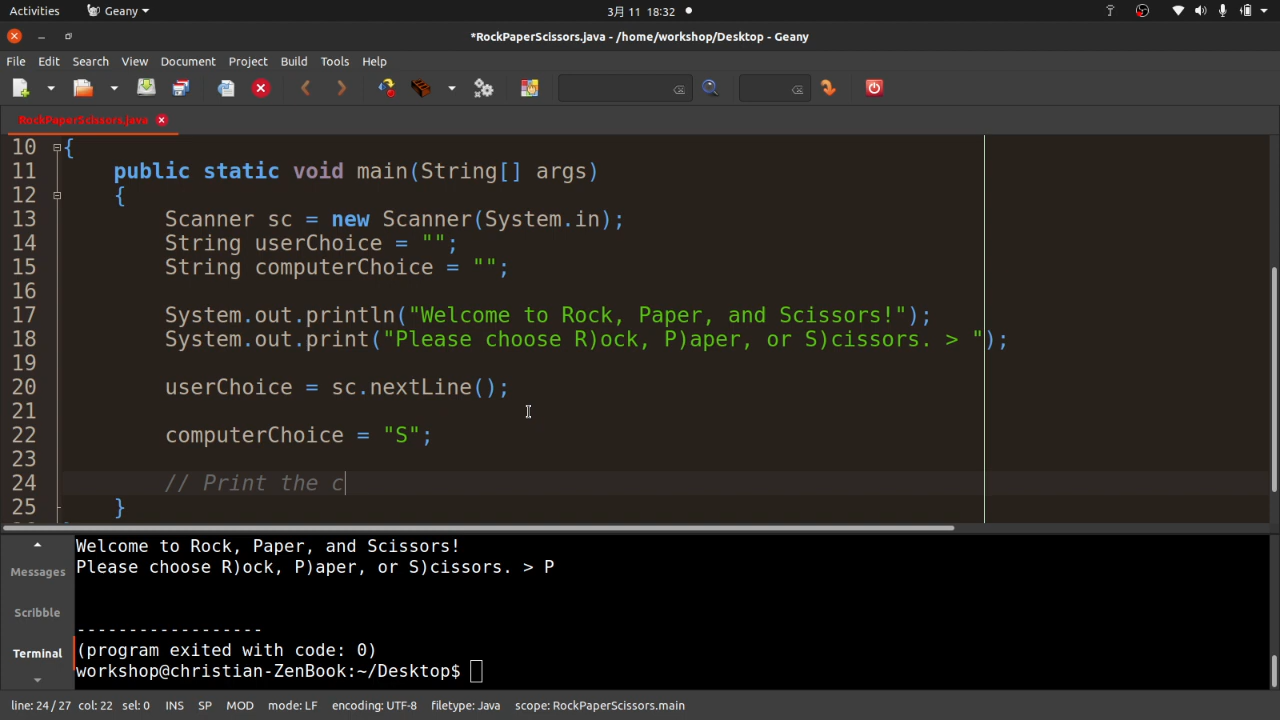 Activities Geany 3月 11 18:32
*RockPaperScissors.java - /home/workshop/Desktop - Geany
File Edit Search View Document Project Build Tools Help
RockPaperScissors.java
10 {
11 public static void main(String[] args)
12 {
13 Scanner sc = new Scanner(System.in);
14 String userChoice = "";
15 String computerChoice = "";
16
17 System.out.println("Welcome to Rock, Paper, and Scissors!");
18 System.out.print("Please choose R)ock, P)aper, or S)cissors. > ");
19
20 userChoice = sc.nextLine();
21
22 computerChoice = "S";
23
24 // Print the c
25 }
Messages
Scribble
Terminal
Welcome to Rock, Paper, and Scissors!
Please choose R)ock, P)aper, or S)cissors. > P
------------------
(program exited with code: 0)
workshop@christian-ZenBook:~/Desktop$
line: 24 / 27 col: 22 sel: 0 INS SP MOD mode: LF encoding: UTF-8 filetype: Java scope: RockPaperScissors.main